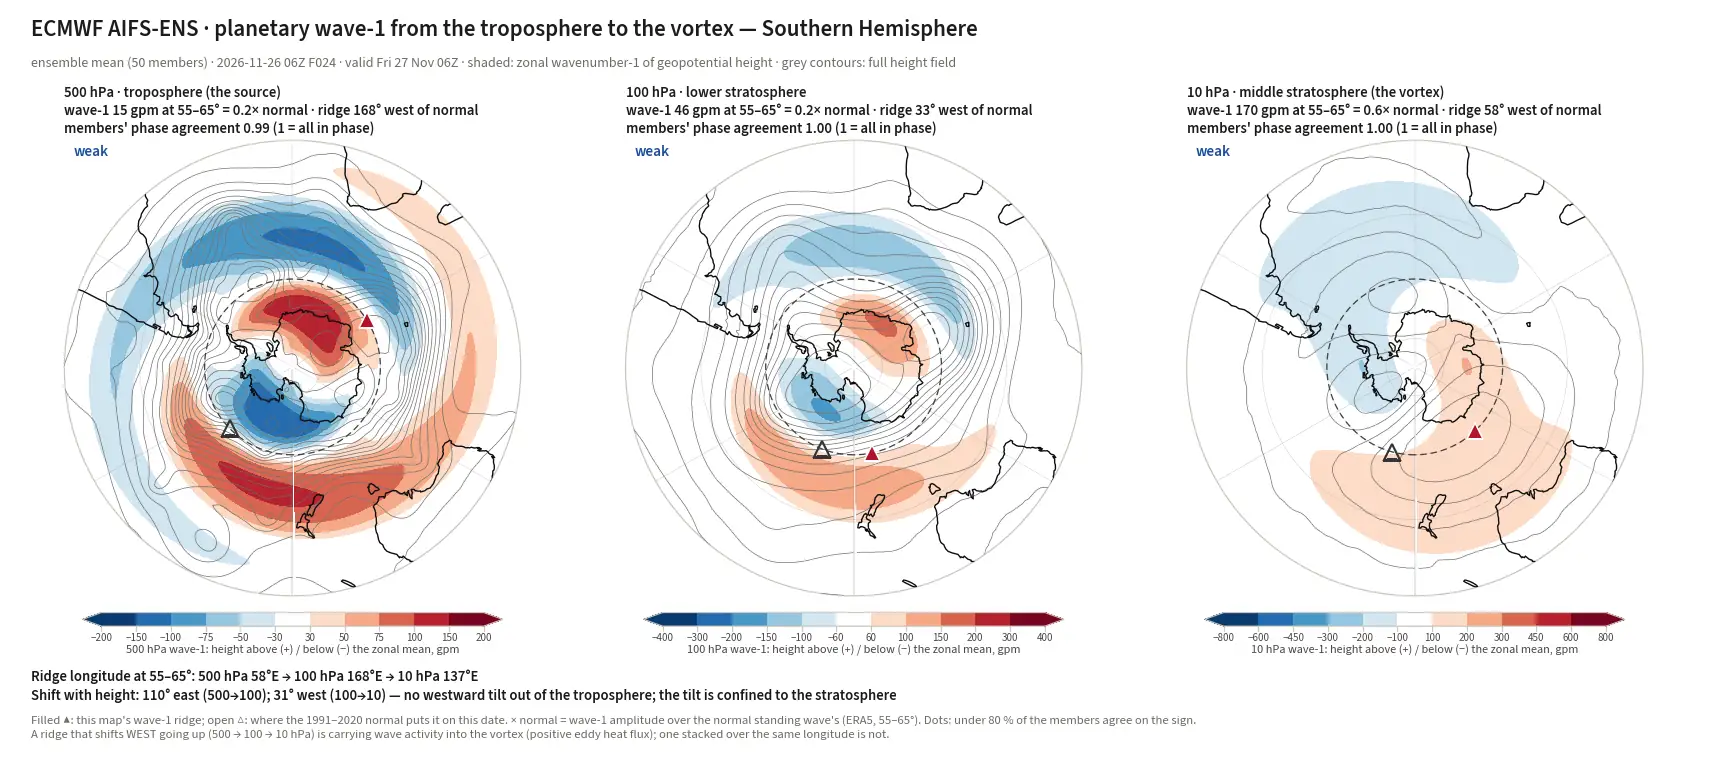 ECMWF AIFS-ENS · planetary wave-1 from the troposphere to the vortex — Southern Hemisphere
ensemble mean (50 members) · 2026-11-26 06Z F024 · valid Fri 27 Nov 06Z · shaded: zonal wavenumber-1 of geopotential height · grey contours: full height field
500 hPa · troposphere (the source)
wave-1 15 gpm at 55–65° = 0.2× normal · ridge 168° west of normal
members' phase agreement 0.99 (1 = all in phase)
weak
100 hPa · lower stratosphere
wave-1 46 gpm at 55–65° = 0.2× normal · ridge 33° west of normal
members' phase agreement 1.00 (1 = all in phase)
weak
10 hPa · middle stratosphere (the vortex)
wave-1 170 gpm at 55–65° = 0.6× normal · ridge 58° west of normal
members' phase agreement 1.00 (1 = all in phase)
weak
−200 −150 −100 −75 −50 −30 30 50 75 100 150 200
500 hPa wave-1: height above (+) / below (−) the zonal mean, gpm
−400 −300 −200 −150 −100 −60 60 100 150 200 300 400
100 hPa wave-1: height above (+) / below (−) the zonal mean, gpm
−800 −600 −450 −300 −200 −100 100 200 300 450 600 800
10 hPa wave-1: height above (+) / below (−) the zonal mean, gpm
Ridge longitude at 55–65°: 500 hPa 58°E → 100 hPa 168°E → 10 hPa 137°E
Shift with height: 110° east (500→100); 31° west (100→10) — no westward tilt out of the troposphere; the tilt is confined to the stratosphere
Filled ▲: this map's wave-1 ridge; open △: where the 1991–2020 normal puts it on this date. × normal = wave-1 amplitude over the normal standing wave's (ERA5, 55–65°). Dots: under 80 % of the members agree on the sign.
A ridge that shifts WEST going up (500 → 100 → 10 hPa) is carrying wave activity into the vortex (positive eddy heat flux); one stacked over the same longitude is not.